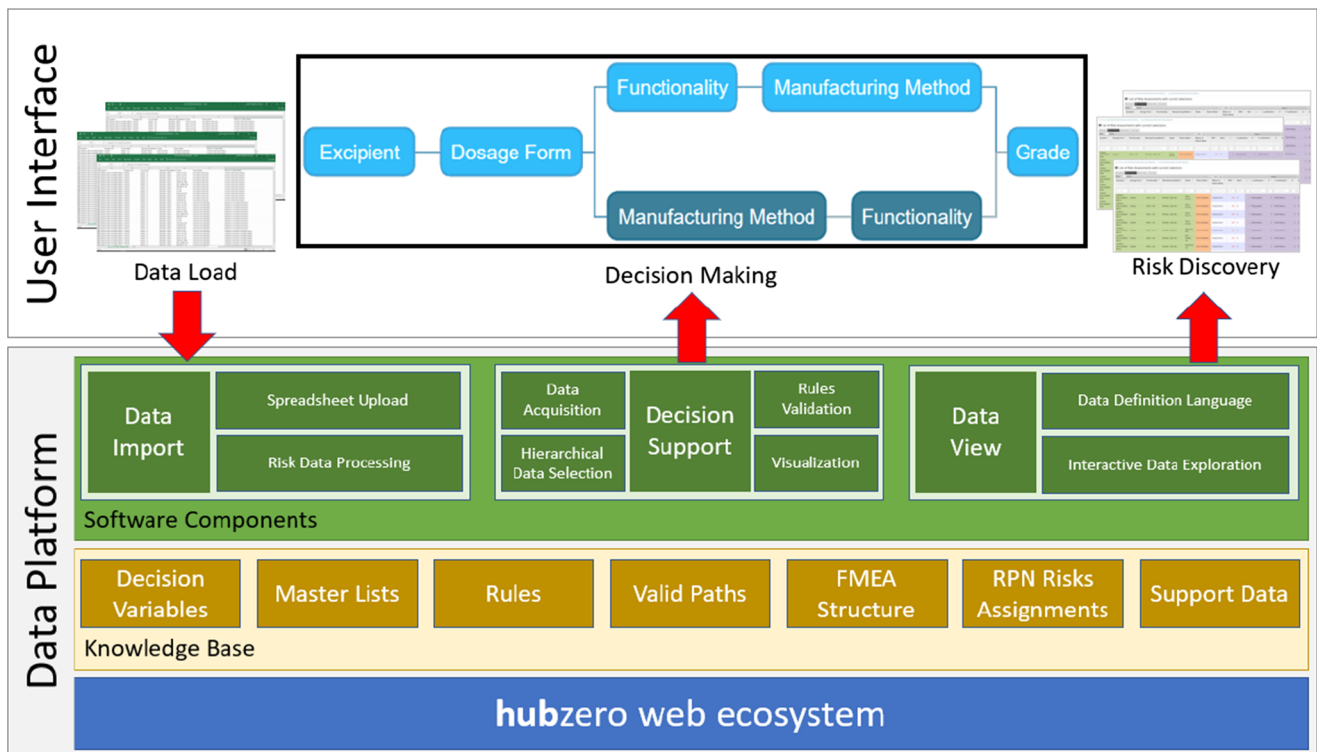 User Interface
Functionality
Manufacturing Method
Excipient
Dosage Form
Grade
Manufacturing Method
Functionality
Data Load
Decision Making
Risk Discovery
Data Platform
Data
Import
Spreadsheet Upload
Risk Data Processing
Data
Acquisition
Hierarchical
Data Selection
Decision
Support
Rules
Validation
Visualization
Data
View
Data Definition Language
Interactive Data Exploration
Software Components
Decision
Variables
Master Lists
Rules
Valid Paths
FMEA
Structure
RPN Risks
Assignments
Support Data
Knowledge Base
hubzero web ecosystem